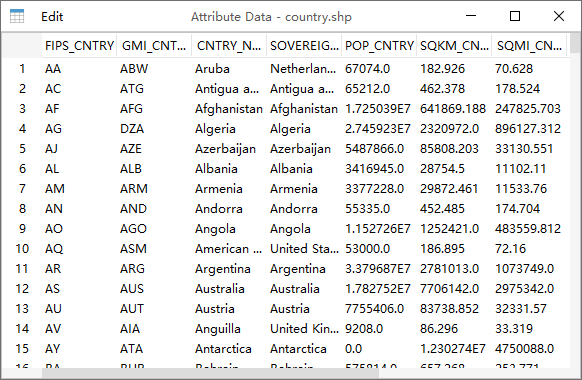 Edit Attribute Data - country.shp
FIPS_CNTRY GMI_CNT... CNTRY_N... SOVEREIG... POP_CNTRY SQKM_CN... SQMI_CN...
1 AA ABW Aruba Netherlan... 67074.0 182.926 70.628
2 AC ATG Antigua a... Antigua a... 65212.0 462.378 178.524
3 AF AFG Afghanistan Afghanistan 1.725039E7 641869.188 247825.703
4 AG DZA Algeria Algeria 2.745923E7 2320972.0 896127.312
5 AJ AZE Azerbaijan Azerbaijan 5487866.0 85808.203 33130.551
6 AL ALB Albania Albania 3416945.0 28754.5 11102.11
7 AM ARM Armenia Armenia 3377228.0 29872.461 11533.76
8 AN AND Andorra Andorra 55335.0 452.485 174.704
9 AO AGO Angola Angola 1.152726E7 1252421.0 483559.812
10 AQ ASM American ... United Sta... 53000.0 186.895 72.16
11 AR ARG Argentina Argentina 3.379687E7 2781013.0 1073749.0
12 AS AUS Australia Australia 1.782752E7 7706142.0 2975342.0
13 AU AUT Austria Austria 7755406.0 83738.852 32331.57
14 AV AIA Anguilla United Kin... 9208.0 86.296 33.319
15 AY ATA Antarctica Antarctica 0.0 1.230274E7 4750088.0
16 BA BHR Bahrain Bahrain 575814.0 657.268 253.771